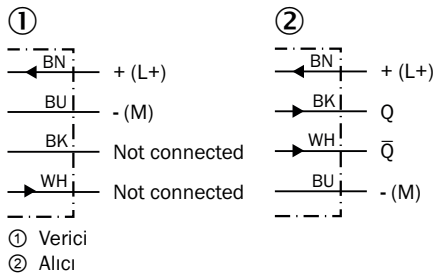 ① ②
BN + (L+) BN + (L+)
BU - (M) BK Q
BK Not connected WH Q̅
WH Not connected BU - (M)
① Verici
② Alıcı